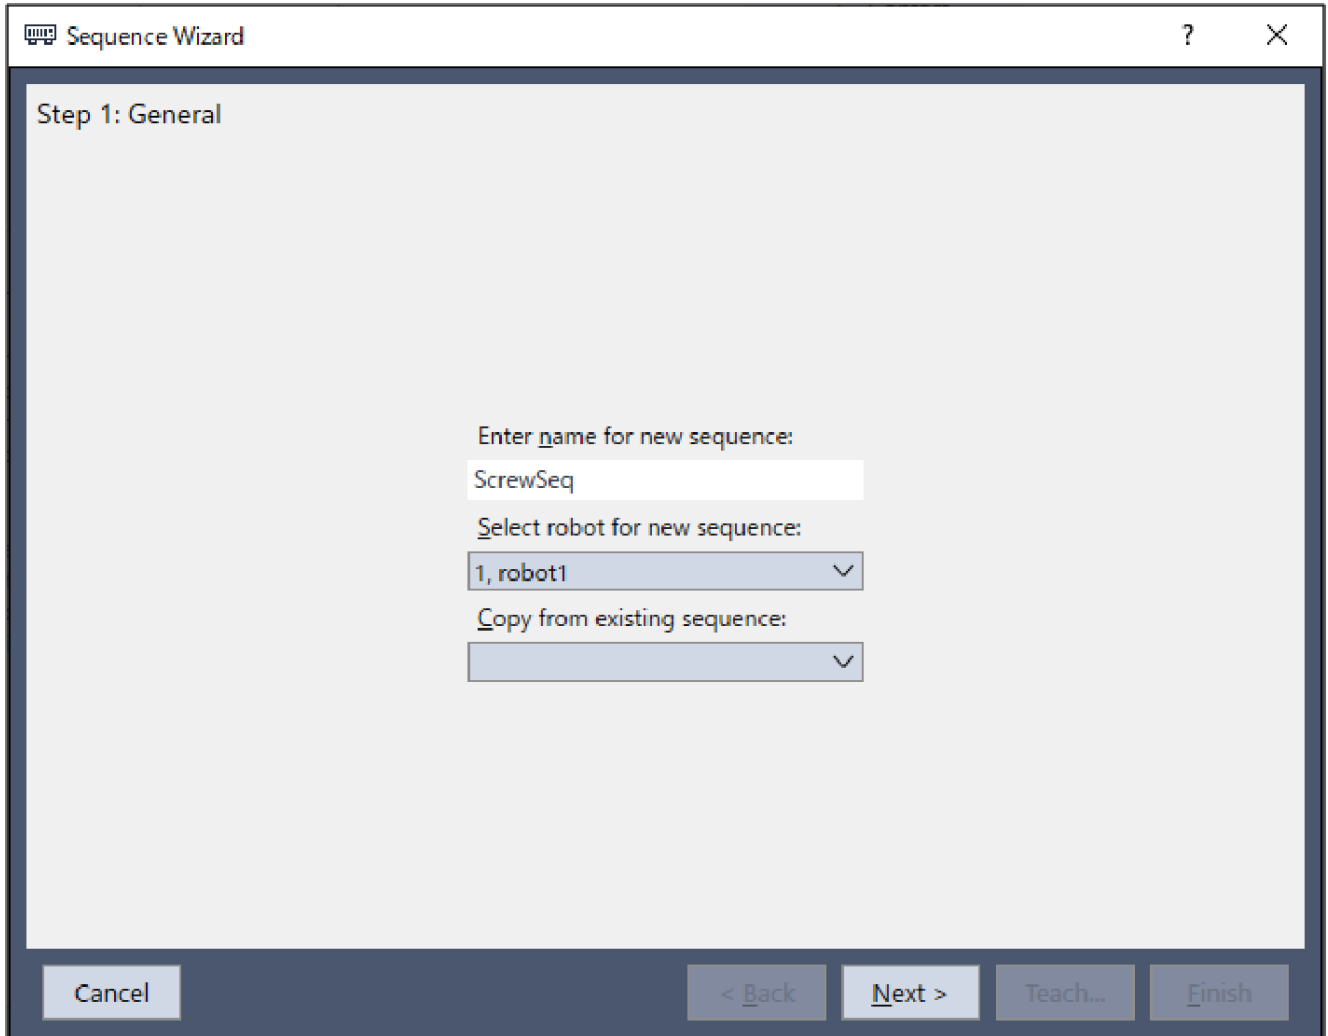 Sequence Wizard
?
Step 1: General
Enter name for new sequence:
ScrewSeq
Select robot for new sequence:
1, robot1
Copy from existing sequence:
Cancel
< Back
Next >
Teach...
Finish